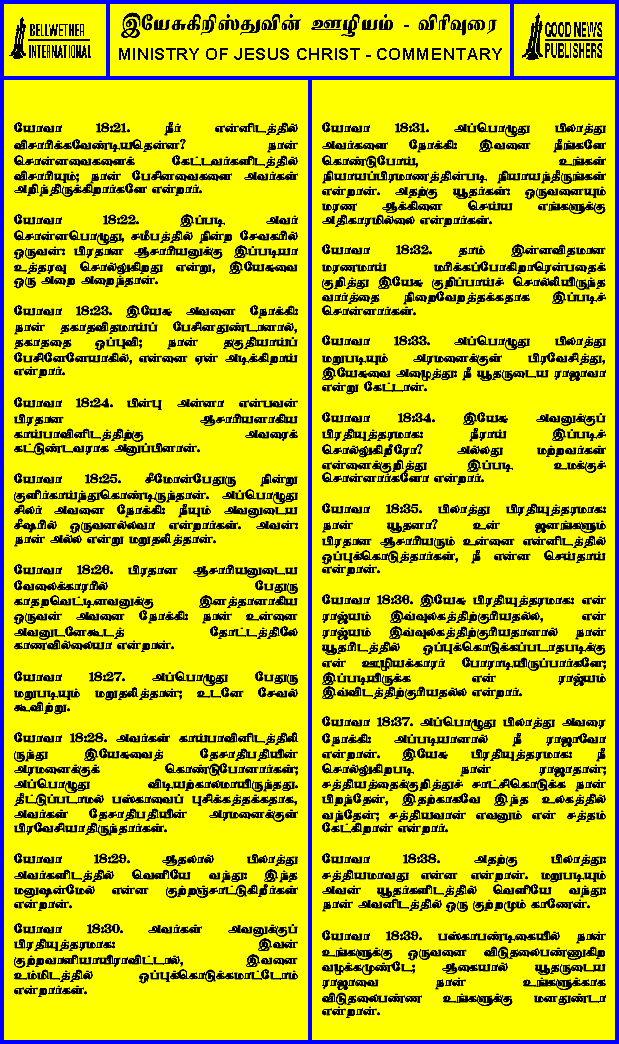 BELLWETHER
INTERNATIONAL
இயேசுகிறிஸ்துவின் ஊழியம் - விரிவுரை
MINISTRY OF JESUS CHRIST - COMMENTARY
GOOD NEWS
PUBLISHERS
யோவா 18:21. நீர் என்னிடத்தில்
விசாரிக்கவேண்டியதென்ன? நான்
சொன்னவைகளைக் கேட்டவர்களிடத்தில்
விசாரியும்; நான் பேசினவைகளை அவர்கள்
அறிந்திருக்கிறார்களே என்றார்.
யோவா 18:22. இப்படி அவர்
சொன்னபொழுது, சமீபத்தில் நின்ற சேவகரில்
ஒருவன்: பிரதான ஆசாரியனுக்கு இப்படியா
உத்தரவு சொல்லுகிறது என்று, இயேசுவை
ஒரு அறை அறைந்தான்.
யோவா 18:23. இயேசு அவனை நோக்கி:
நான் தகாதவிதமாய்ப் பேசினதுண்டானால்,
தகாததை ஒப்புவி; நான் தகுதியாய்ப்
பேசினேனேயாகில், என்னை ஏன் அடிக்கிறாய்
என்றார்.
யோவா 18:24. பின்பு அன்னா என்பவன்
பிரதான ஆசாரியனாகிய
காய்பாவினிடத்திற்கு அவரைக்
கட்டுண்டவராக அனுப்பினான்.
யோவா 18:25. சீமோன்பேதுரு நின்று
குளிர்காய்ந்துகொண்டிருந்தான். அப்பொழுது
சிலர் அவனை நோக்கி: நீயும் அவனுடைய
சீஷரில் ஒருவனல்லவா என்றார்கள். அவன்:
நான் அல்ல என்று மறுதலித்தான்.
யோவா 18:26. பிரதான ஆசாரியனுடைய
வேலைக்காரரில் பேதுரு
காதறவெட்டினவனுக்கு இனத்தானாகிய
ஒருவன் அவனை நோக்கி: நான் உன்னை
அவனுடனேகூடத் தோட்டத்திலே
காணவில்லையா என்றான்.
யோவா 18:27. அப்பொழுது பேதுரு
மறுபடியும் மறுதலித்தான்; உடனே சேவல்
கூவிற்று.
யோவா 18:28. அவர்கள் காய்பாவினிடத்திலி
ருந்து இயேசுவைத் தேசாதிபதியின்
அரமனைக்குக் கொண்டுபோனார்கள்;
அப்பொழுது விடியற்காலமாயிருந்தது.
தீட்டுப்படாமல் பஸ்காவைப் புசிக்கத்தக்கதாக,
அவர்கள் தேசாதிபதியின் அரமனைக்குள்
பிரவேசியாதிருந்தார்கள்.
யோவா 18:29. ஆதலால் பிலாத்து
அவர்களிடத்தில் வெளியே வந்து: இந்த
மனுஷன்மேல் என்ன குற்றஞ்சாட்டுகிறீர்கள்
என்றான்.
யோவா 18:30. அவர்கள் அவனுக்குப்
பிரதியுத்தரமாக: இவன்
குற்றவாளியாயிராவிட்டால், இவனை
உம்மிடத்தில் ஒப்புக்கொடுக்கமாட்டோம்
என்றார்கள்.
யோவா 18:31. அப்பொழுது பிலாத்து
அவர்களை நோக்கி: இவனை நீங்களே
கொண்டுபோய், உங்கள்
நியாயப்பிரமாணத்தின்படி நியாயந்தீருங்கள்
என்றான். அதற்கு யூதர்கள்: ஒருவனையும்
மரண ஆக்கினை செய்ய எங்களுக்கு
அதிகாரமில்லை என்றார்கள்.
யோவா 18:32. தாம் இன்னவிதமான
மரணமாய் மரிக்கப்போகிறாரென்பதைக்
குறித்து இயேசு குறிப்பாய்ச் சொல்லியிருந்த
வார்த்தை நிறைவேறத்தக்கதாக இப்படிச்
சொன்னார்கள்.
யோவா 18:33. அப்பொழுது பிலாத்து
மறுபடியும் அரமனைக்குள் பிரவேசித்து,
இயேசுவை அழைத்து: நீ யூதருடைய ராஜாவா
என்று கேட்டான்.
யோவா 18:34. இயேசு அவனுக்குப்
பிரதியுத்தரமாக: நீராய் இப்படிச்
சொல்லுகிறீரோ? அல்லது மற்றவர்கள்
என்னைக்குறித்து இப்படி உமக்குச்
சொன்னார்களோ என்றார்.
யோவா 18:35. பிலாத்து பிரதியுத்தரமாக:
நான் யூதனா? உன் ஜனங்களும்
பிரதான ஆசாரியரும் உன்னை என்னிடத்தில்
ஒப்புக்கொடுத்தார்கள், நீ என்ன செய்தாய்
என்றான்.
யோவா 18:36. இயேசு பிரதியுத்தரமாக: என்
ராஜ்யம் இவ்வுலகத்திற்குரியதல்ல, என்
ராஜ்யம் இவ்வுலகத்திற்குரியதானால் நான்
யூதரிடத்தில் ஒப்புக்கொடுக்கப்படாதபடிக்கு
என் ஊழியக்காரர் போராடியிருப்பார்களே;
இப்படியிருக்க என் ராஜ்யம்
இவ்விடத்திற்குரியதல்ல என்றார்.
யோவா 18:37. அப்பொழுது பிலாத்து அவரை
நோக்கி: அப்படியானால் நீ ராஜாவோ
என்றான். இயேசு பிரதியுத்தரமாக: நீ
சொல்லுகிறபடி நான் ராஜாதான்;
சத்தியத்தைக்குறித்துச் சாட்சிகொடுக்க நான்
பிறந்தேன், இதற்காகவே இந்த உலகத்தில்
வந்தேன்; சத்தியவான் எவனும் என் சத்தம்
கேட்கிறான் என்றார்.
யோவா 18:38. அதற்கு பிலாத்து:
சத்தியமாவது என்ன என்றான். மறுபடியும்
அவன் யூதர்களிடத்தில் வெளியே வந்து:
நான் அவனிடத்தில் ஒரு குற்றமும் காணேன்.
யோவா 18:39. பஸ்காபண்டிகையில் நான்
உங்களுக்கு ஒருவனை விடுதலைபண்ணுகிற
வழக்கமுண்டே; ஆகையால் யூதருடைய
ராஜாவை நான் உங்களுக்காக
விடுதலைபண்ண உங்களுக்கு மனதுண்டா
என்றான்.